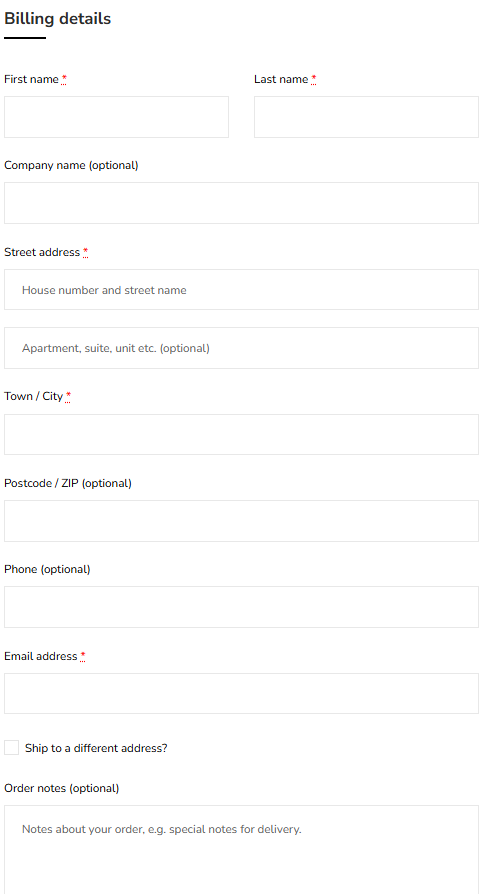 Billing details
First name * Last name *
Company name (optional)
Street address *
House number and street name
Apartment, suite, unit etc. (optional)
Town / City *
Postcode / ZIP (optional)
Phone (optional)
Email address *
Ship to a different address?
Order notes (optional)
Notes about your order, e.g. special notes for delivery.